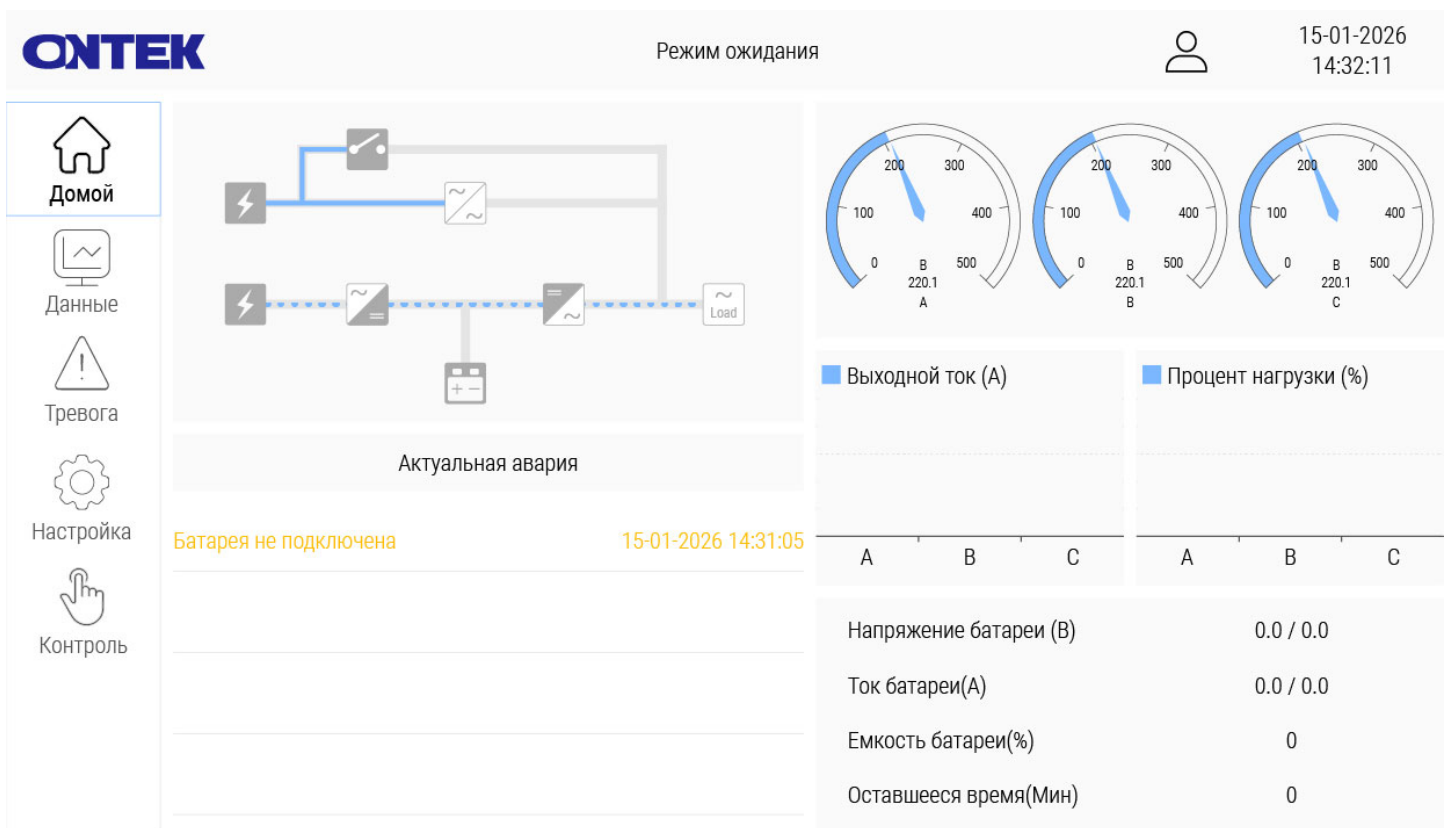 ONTEK
Режим ожидания
15-01-2026
14:32:11
Домой
Данные
Тревога
Настройка
Контроль
Load
Актуальная авария
Батарея не подключена 15-01-2026 14:31:05
0 100 200 300 400 500
В
220.1
A
0 100 200 300 400 500
В
220.1
B
0 100 200 300 400 500
В
220.1
C
Выходной ток (А)
A B C
Процент нагрузки (%)
A B C
Напряжение батареи (В) 0.0 / 0.0
Ток батареи(А) 0.0 / 0.0
Емкость батареи(%) 0
Оставшееся время(Мин) 0